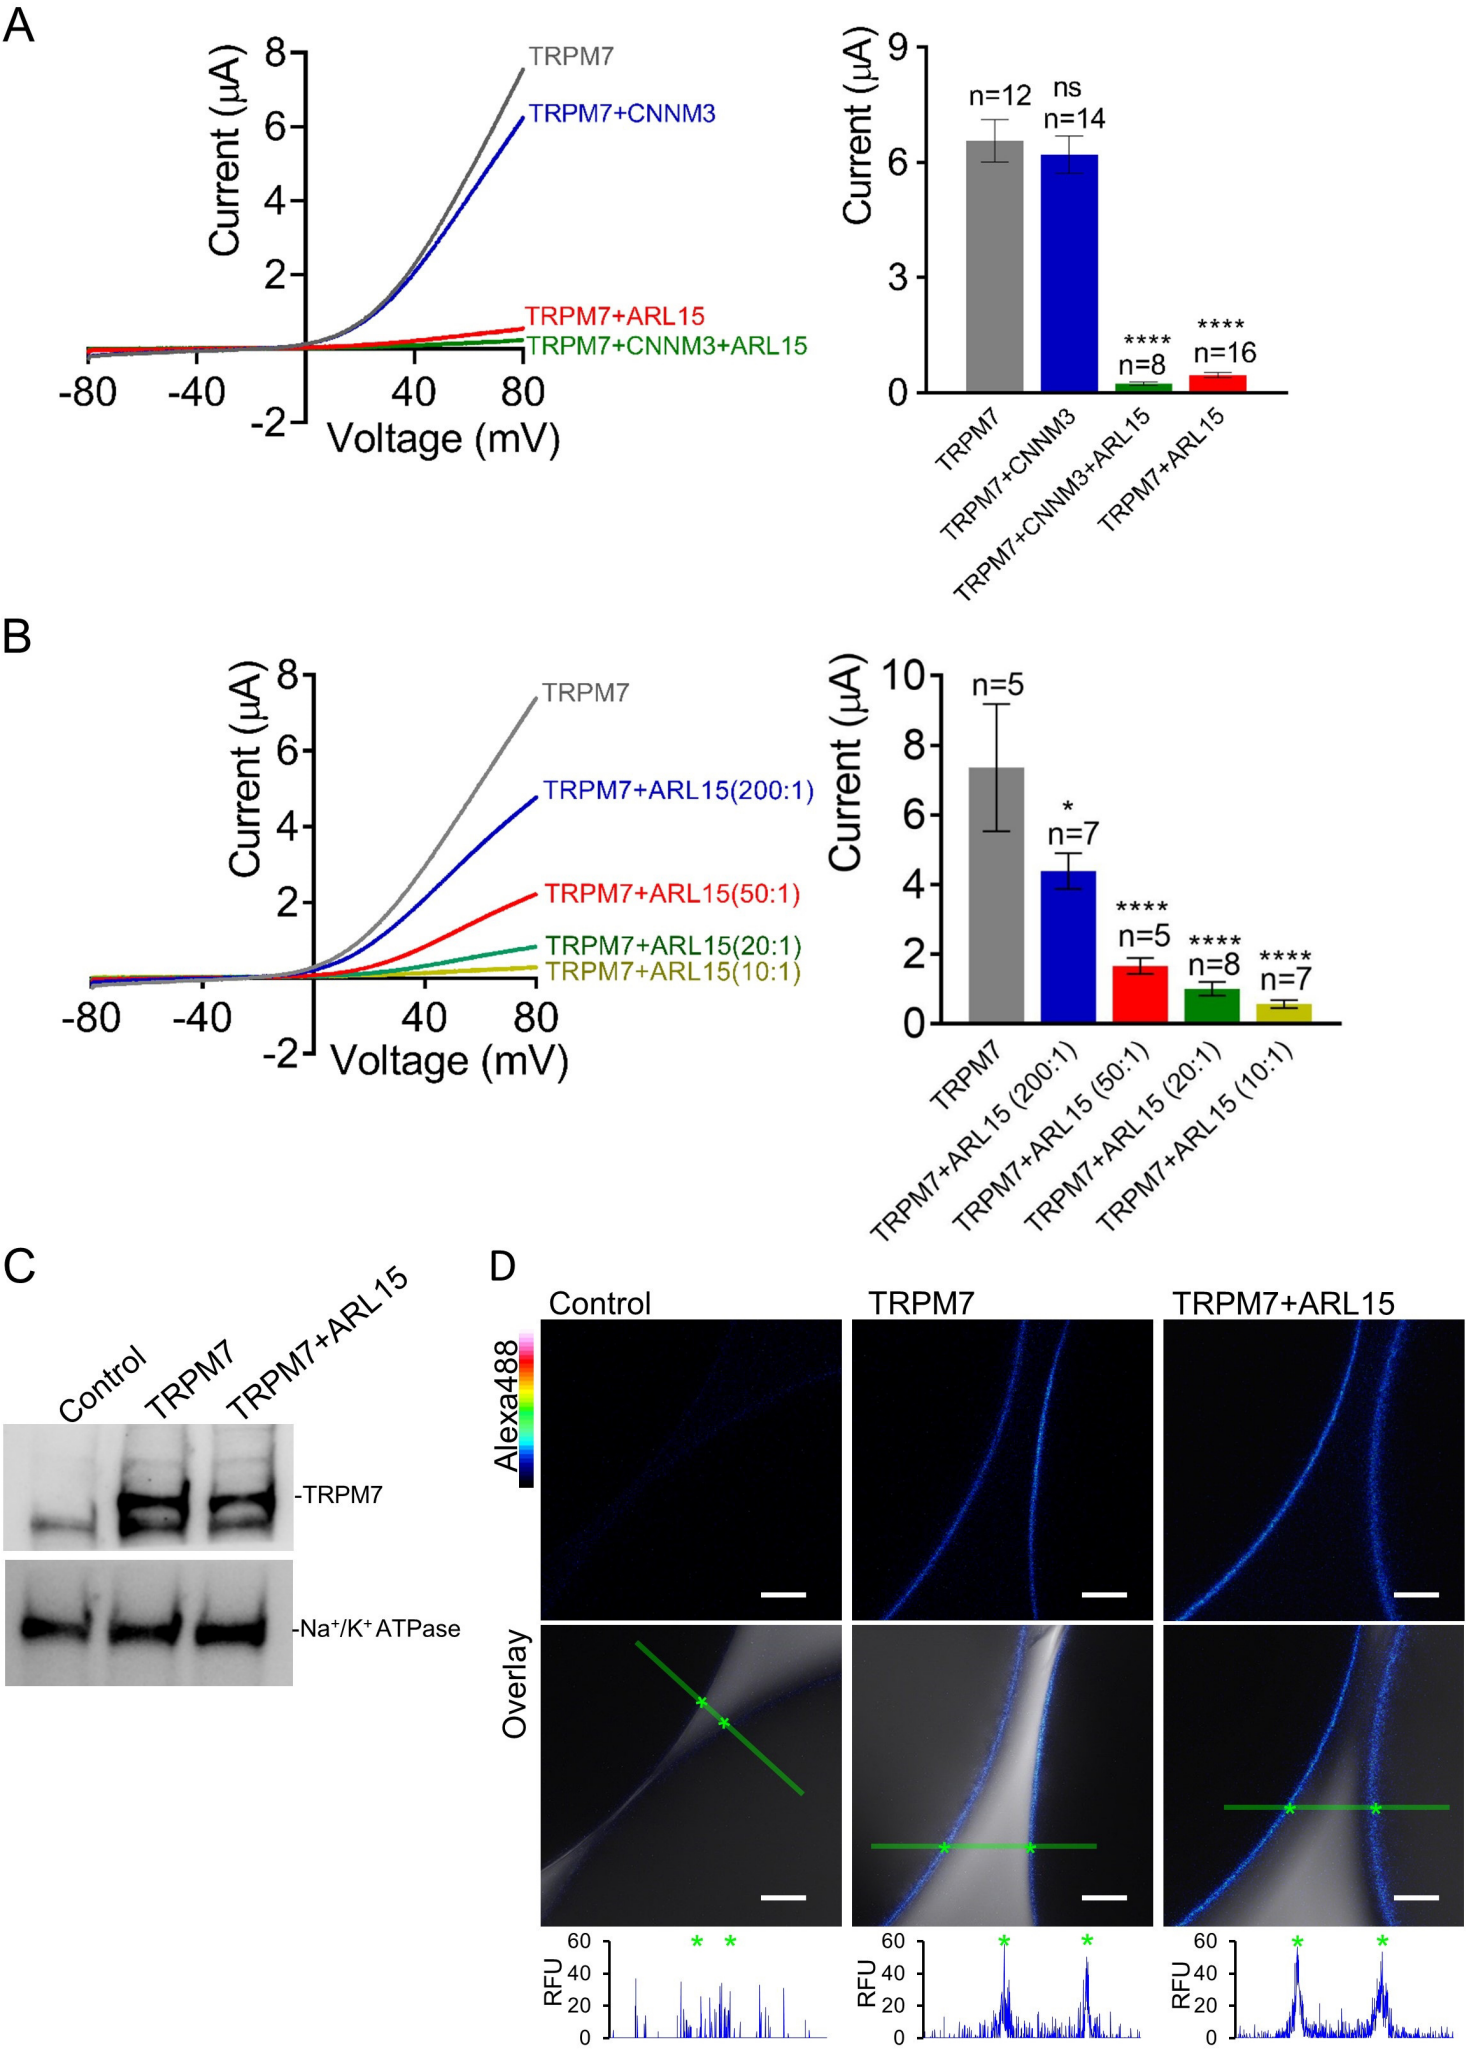 A
Current (μA)
8
6
4
2
-2
-80
-40
40
80
Voltage (mV)
TRPM7
TRPM7+CNNM3
TRPM7+ARL15
TRPM7+CNNM3+ARL15
Current (μA)
9
6
3
0
n=12
ns
n=14
****
n=8
****
n=16
TRPM7
TRPM7+CNNM3
TRPM7+CNNM3+ARL15
TRPM7+ARL15
B
Current (μA)
8
6
4
2
-2
-80
-40
40
80
Voltage (mV)
TRPM7
TRPM7+ARL15(200:1)
TRPM7+ARL15(50:1)
TRPM7+ARL15(20:1)
TRPM7+ARL15(10:1)
Current (μA)
10
8
6
4
2
0
n=5
*
n=7
****
n=5
****
n=8
****
n=7
TRPM7
TRPM7+ARL15 (200:1)
TRPM7+ARL15 (50:1)
TRPM7+ARL15 (20:1)
TRPM7+ARL15 (10:1)
C
Control
TRPM7
TRPM7+ARL15
-TRPM7
-Na⁺/K⁺ ATPase
D
Control
TRPM7
TRPM7+ARL15
Alexa488
Overlay
* *
* *
* *
RFU
60
40
20
0
* *
RFU
60
40
20
0
* *
RFU
60
40
20
0
* *